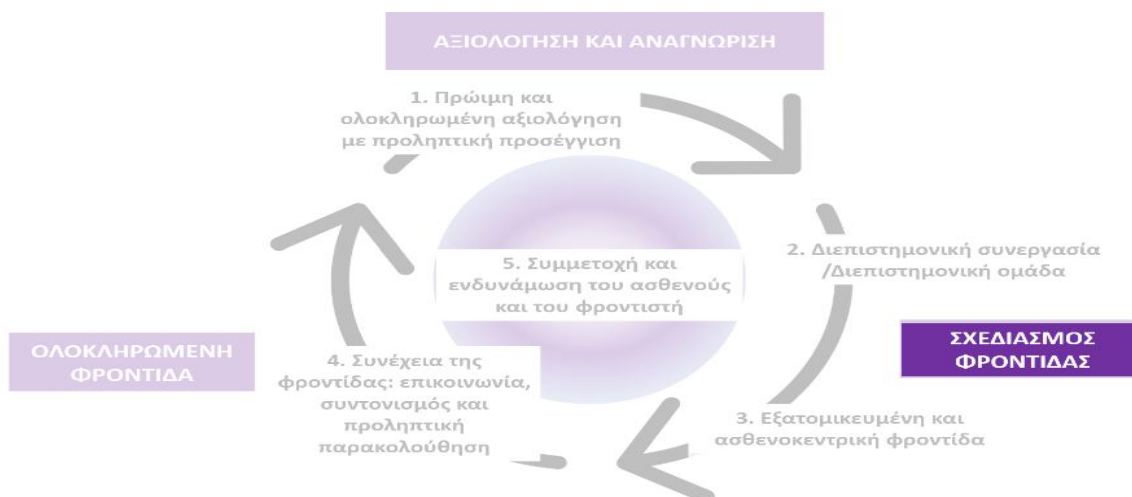 ΑΞΙΟΛΟΓΗΣΗ ΚΑΙ ΑΝΑΓΝΩΡΙΣΗ
1. Πρώιμη και
ολοκληρωμένη αξιολόγηση
με προληπτική προσέγγιση
2. Διεπιστημονική συνεργασία
/Διεπιστημονική ομάδα
5. Συμμετοχή και
ενδυνάμωση του ασθενούς
και του φροντιστή
ΣΧΕΔΙΑΣΜΟΣ
ΦΡΟΝΤΙΔΑΣ
3. Εξατομικευμένη και
ασθενοκεντρική φροντίδα
4. Συνέχεια της
φροντίδας: επικοινωνία,
συντονισμός και
προληπτική
παρακολούθηση
ΟΛΟΚΛΗΡΩΜΕΝΗ
ΦΡΟΝΤΙΔΑ